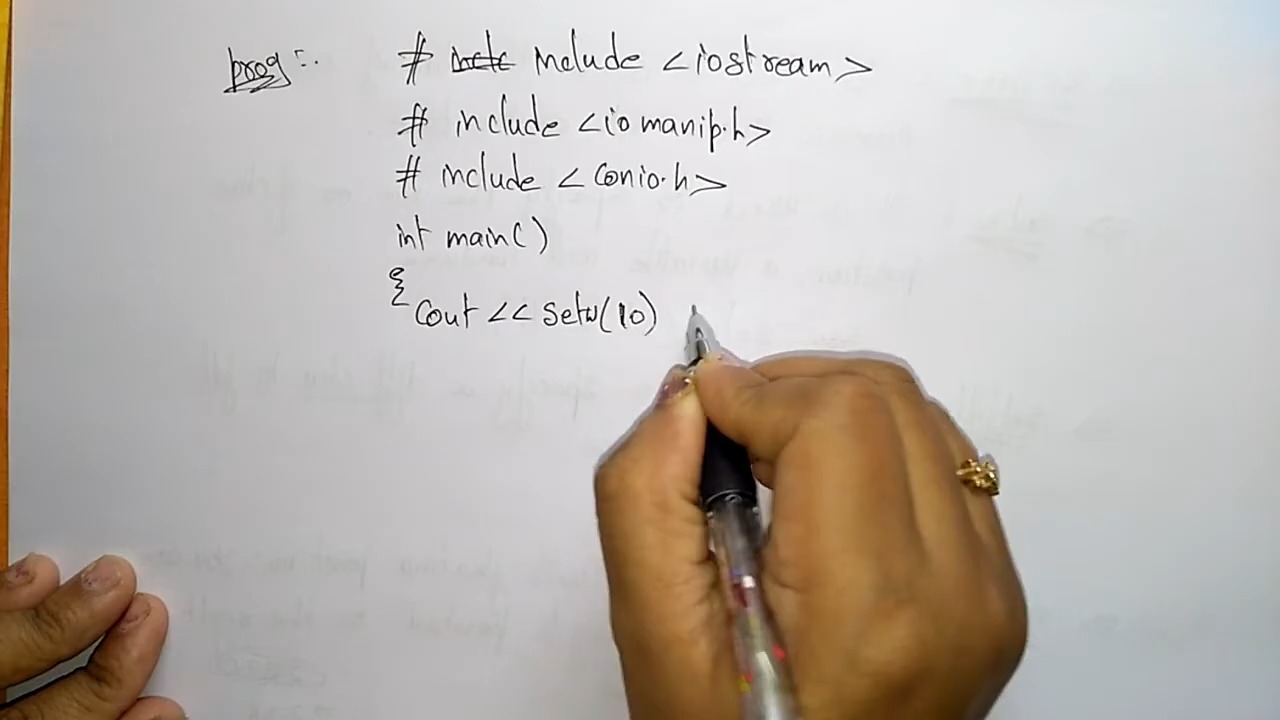 prog:-. # include <iostream>
# include <iomanip.h>
# include <conio.h>
int main()
{
cout << setw(10)